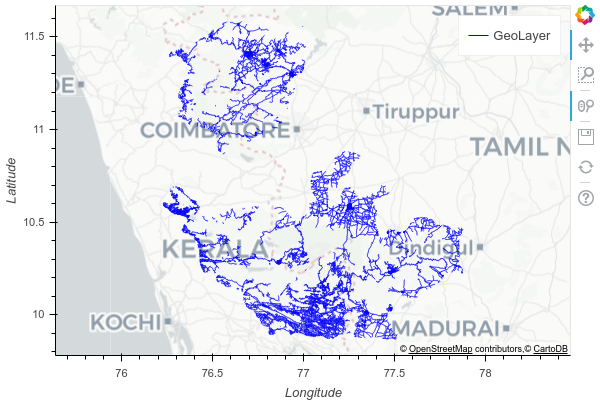 SALEM
11.5
GeoLayer
DE
Tiruppur
11
COIMBATORE
TAMIL N
Latitude
10.5
KERALA
Dindigul
10
KOCHI
MADURAI
© OpenStreetMap contributors,© CartoDB
76
76.5
77
77.5
78
Longitude